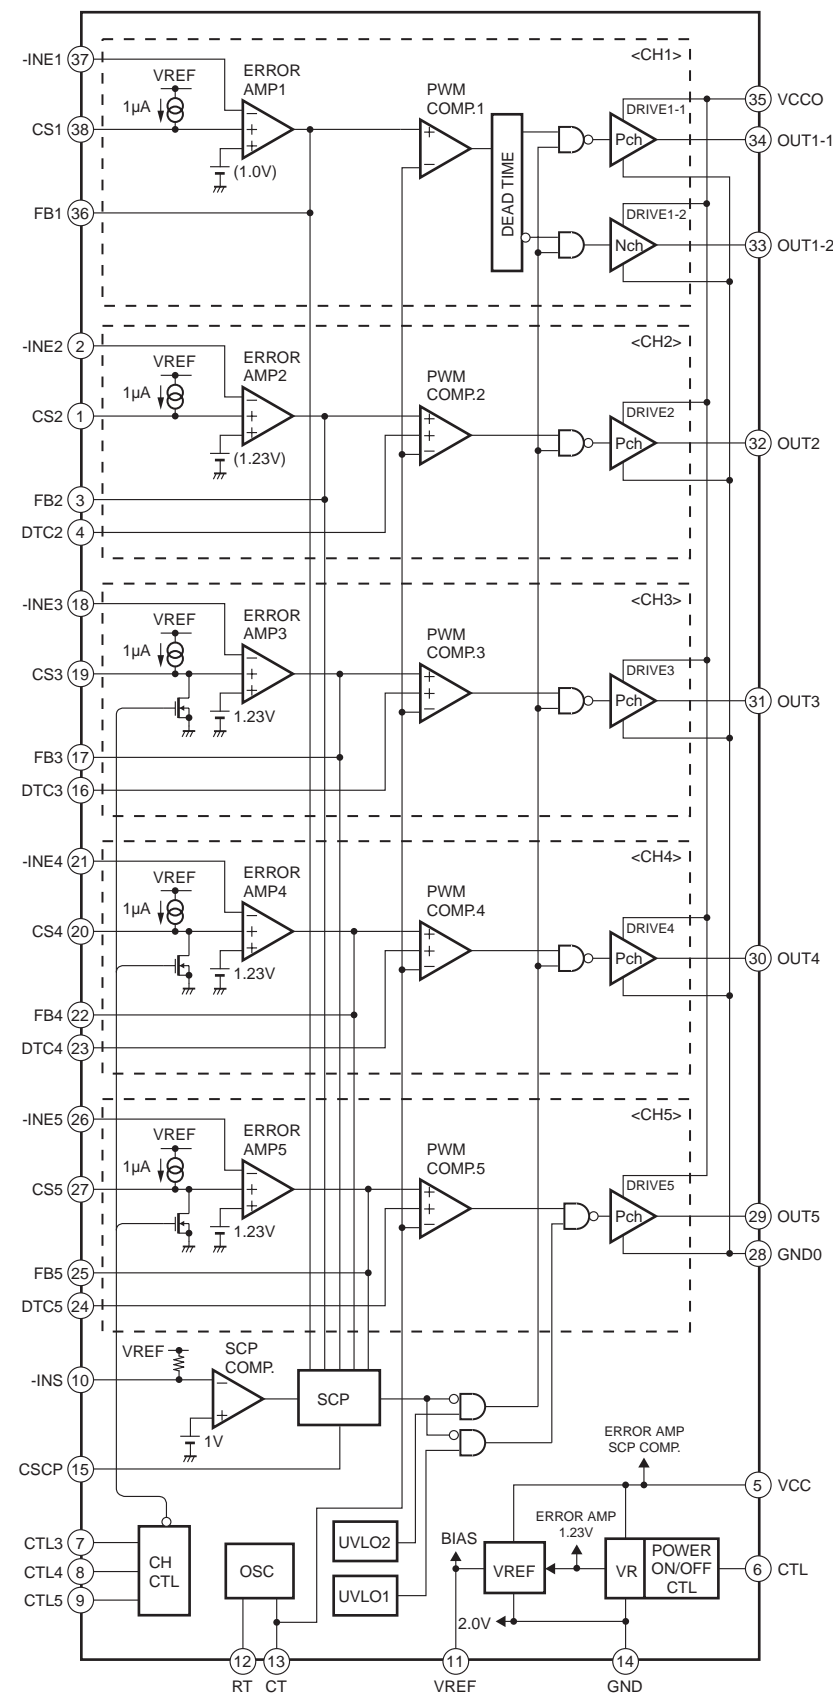 <CH1>
-INE1 37
VREF
ERROR
AMP1
1µA
CS1 38
(1.0V)
FB1 36
PWM
COMP.1
DEAD TIME
DRIVE1-1
Pch
DRIVE1-2
Nch
35 VCCO
34 OUT1-1
33 OUT1-2
<CH2>
-INE2 2
VREF
ERROR
AMP2
1µA
CS2 1
(1.23V)
FB2 3
DTC2 4
PWM
COMP.2
DRIVE2
Pch
32 OUT2
<CH3>
-INE3 18
VREF
ERROR
AMP3
1µA
CS3 19
1.23V
FB3 17
DTC3 16
PWM
COMP.3
DRIVE3
Pch
31 OUT3
<CH4>
-INE4 21
VREF
ERROR
AMP4
1µA
CS4 20
1.23V
FB4 22
DTC4 23
PWM
COMP.4
DRIVE4
Pch
30 OUT4
<CH5>
-INE5 26
VREF
ERROR
AMP5
1µA
CS5 27
1.23V
FB5 25
DTC5 24
PWM
COMP.5
DRIVE5
Pch
29 OUT5
28 GND0
VREF
SCP
COMP.
-INS 10
1V
SCP
CSCP 15
ERROR AMP
SCP COMP.
5 VCC
CTL3 7
CTL4 8
CTL5 9
CH
CTL
OSC
UVLO2
UVLO1
BIAS
VREF
ERROR AMP
1.23V
VR
POWER
ON/OFF
CTL
6 CTL
2.0V
12
RT
13
CT
11
VREF
14
GND